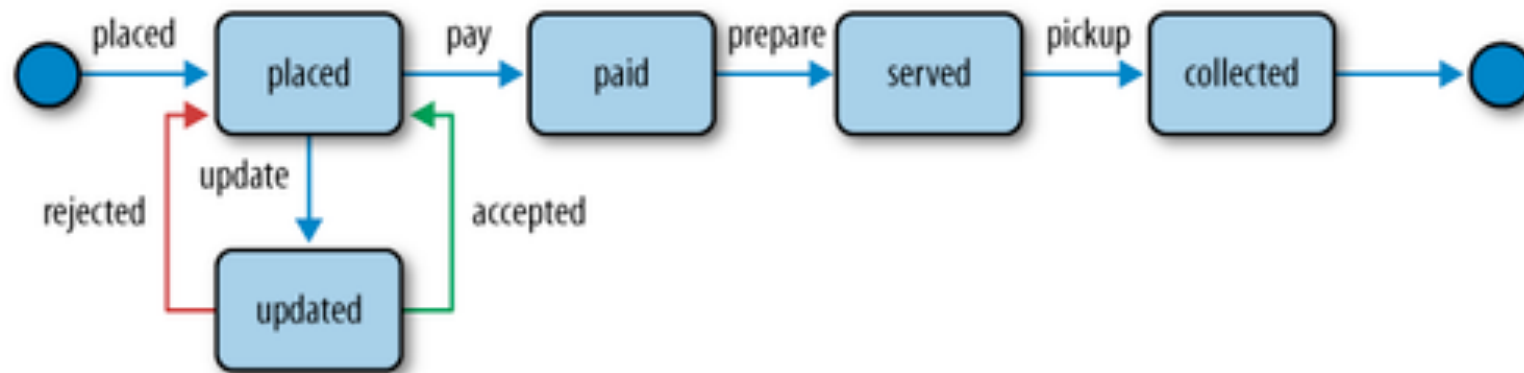 placed
pay
prepare
pickup
placed
paid
served
collected
update
rejected
accepted
updated